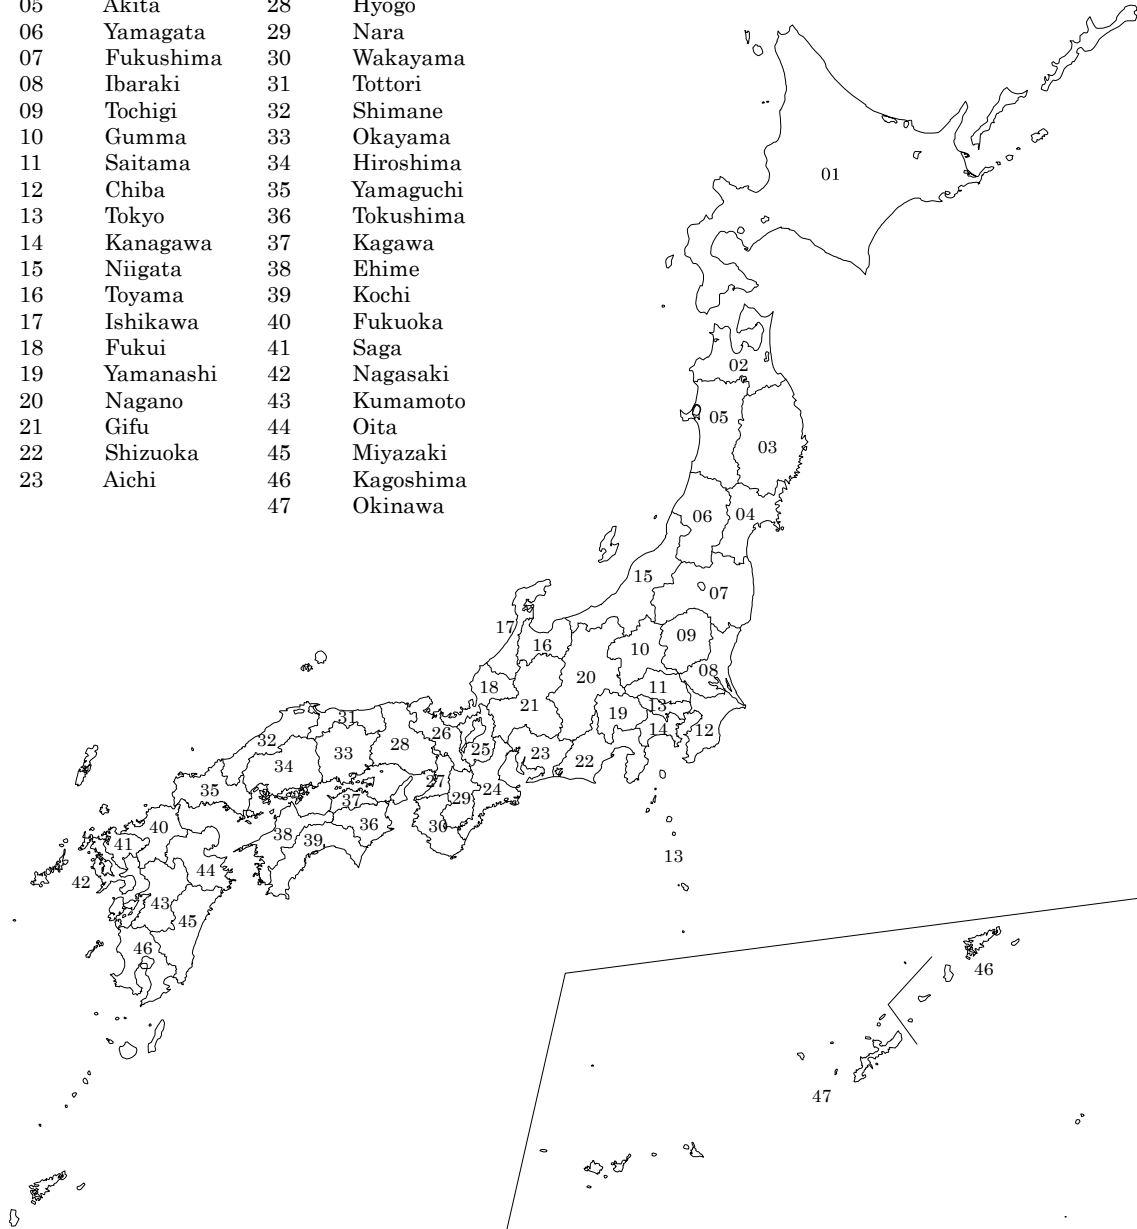 05 Akita 28 Hyogo
06 Yamagata 29 Nara
07 Fukushima 30 Wakayama
08 Ibaraki 31 Tottori
09 Tochigi 32 Shimane
10 Gumma 33 Okayama
11 Saitama 34 Hiroshima
12 Chiba 35 Yamaguchi
13 Tokyo 36 Tokushima
14 Kanagawa 37 Kagawa
15 Niigata 38 Ehime
16 Toyama 39 Kochi
17 Ishikawa 40 Fukuoka
18 Fukui 41 Saga
19 Yamanashi 42 Nagasaki
20 Nagano 43 Kumamoto
21 Gifu 44 Oita
22 Shizuoka 45 Miyazaki
23 Aichi 46 Kagoshima
47 Okinawa
01
02
05
03
06
04
15
07
17
16
10
09
20
08
18
11
21
19
13
31
14
12
32
26
28
33
25
23
22
34
27
35
24
37
29
40
38
36
30
41
39
13
44
42
43
45
46
46
47